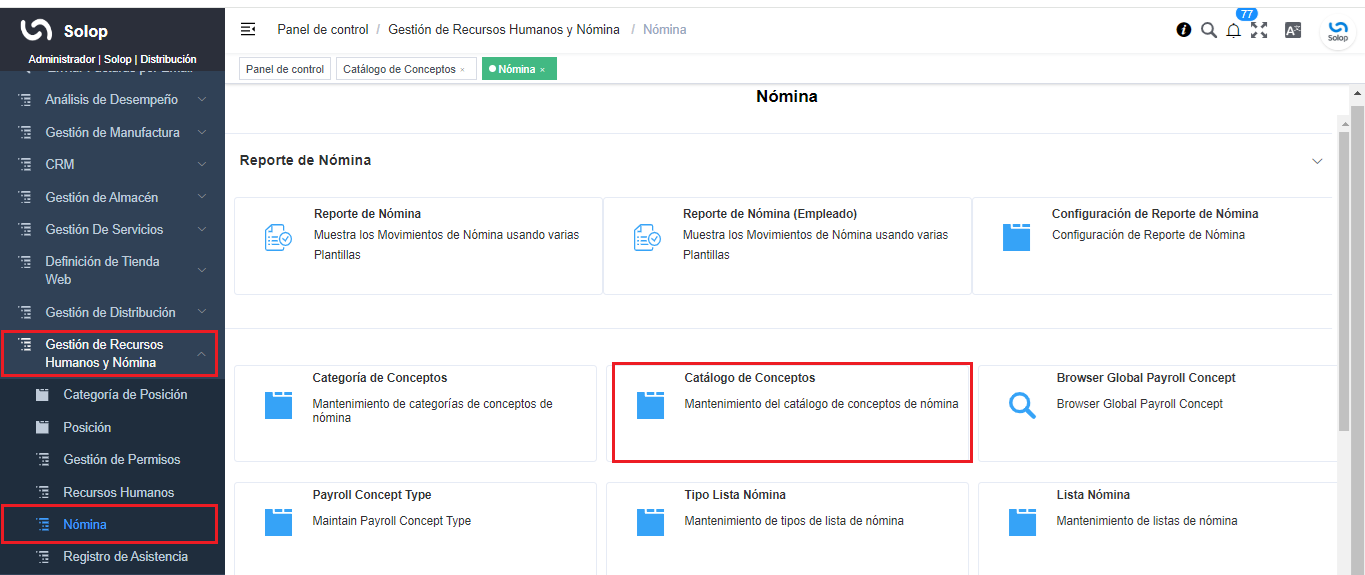 Solop
Administrador | Solop | Distribución
Análisis de Desempeño
Gestión de Manufactura
CRM
Gestión de Almacén
Gestión De Servicios
Definición de Tienda
Web
Gestión de Distribución
Gestión de Recursos
Humanos y Nómina
Categoría de Posición
Posición
Gestión de Permisos
Recursos Humanos
Nómina
Registro de Asistencia
Panel de control / Gestión de Recursos Humanos y Nómina / Nómina
77
Solop
Panel de control
Catálogo de Conceptos ×
Nómina ×
Nómina
Reporte de Nómina
Reporte de Nómina
Muestra los Movimientos de Nómina usando varias
Plantillas
Reporte de Nómina (Empleado)
Muestra los Movimientos de Nómina usando varias
Plantillas
Configuración de Reporte de Nómina
Configuración de Reporte de Nómina
Categoría de Conceptos
Mantenimiento de categorías de conceptos de
nómina
Catálogo de Conceptos
Mantenimiento del catálogo de conceptos de nómina
Browser Global Payroll Concept
Browser Global Payroll Concept
Payroll Concept Type
Maintain Payroll Concept Type
Tipo Lista Nómina
Mantenimiento de tipos de lista de nómina
Lista Nómina
Mantenimiento de listas de nómina